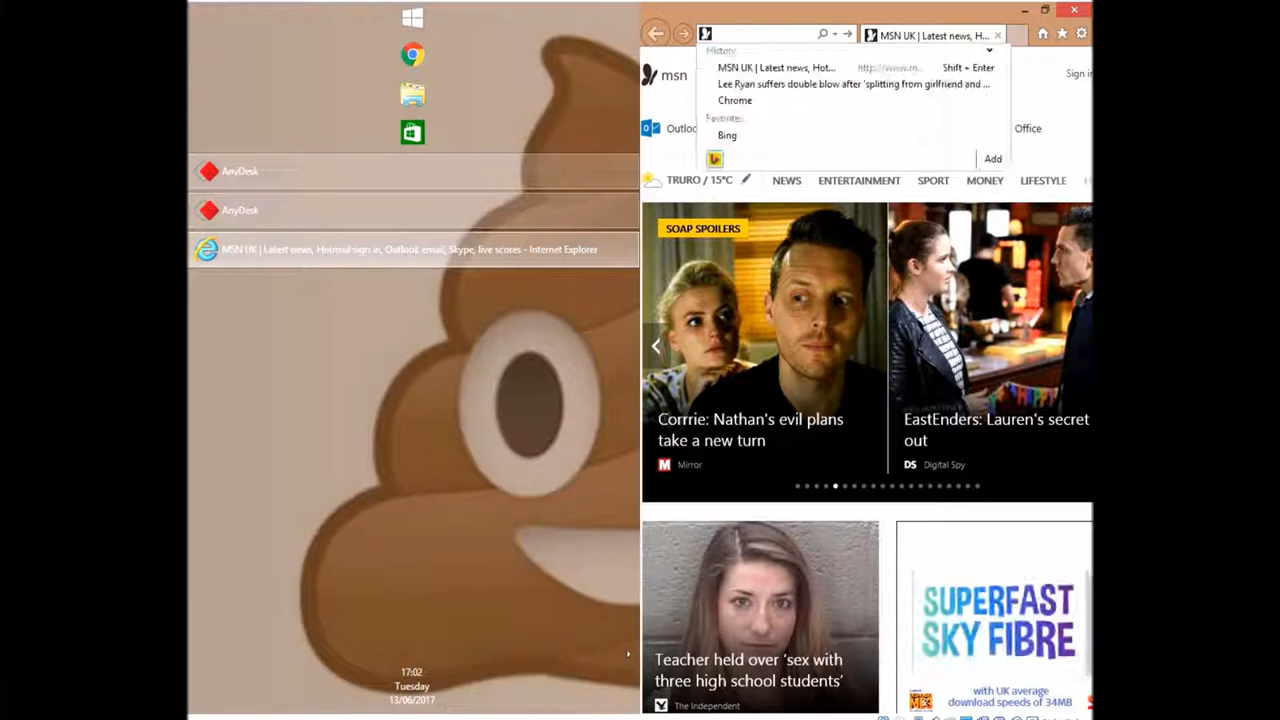 AnyDesk
AnyDesk
MSN UK | Latest news, Hotmail sign in, Outlook email, Skype, live scores - Internet Explorer
17:02
Tuesday
13/06/2017
MSN UK | Latest news, H...
History
MSN UK | Latest news, Hot... http://www.m... Shift + Enter
Lee Ryan suffers double blow after 'splitting from girlfriend and ...
Chrome
Favorites
Bing
Add
msn
Sign in
Outlo
Office
TRURO / 15°C
NEWS ENTERTAINMENT SPORT MONEY LIFESTYLE
SOAP SPOILERS
Corrrie: Nathan's evil plans
take a new turn
Mirror
EastEnders: Lauren's secret
out
DS Digital Spy
Teacher held over 'sex with
three high school students'
The Independent
SUPERFAST
SKY FIBRE
with UK average
download speeds of 34MB